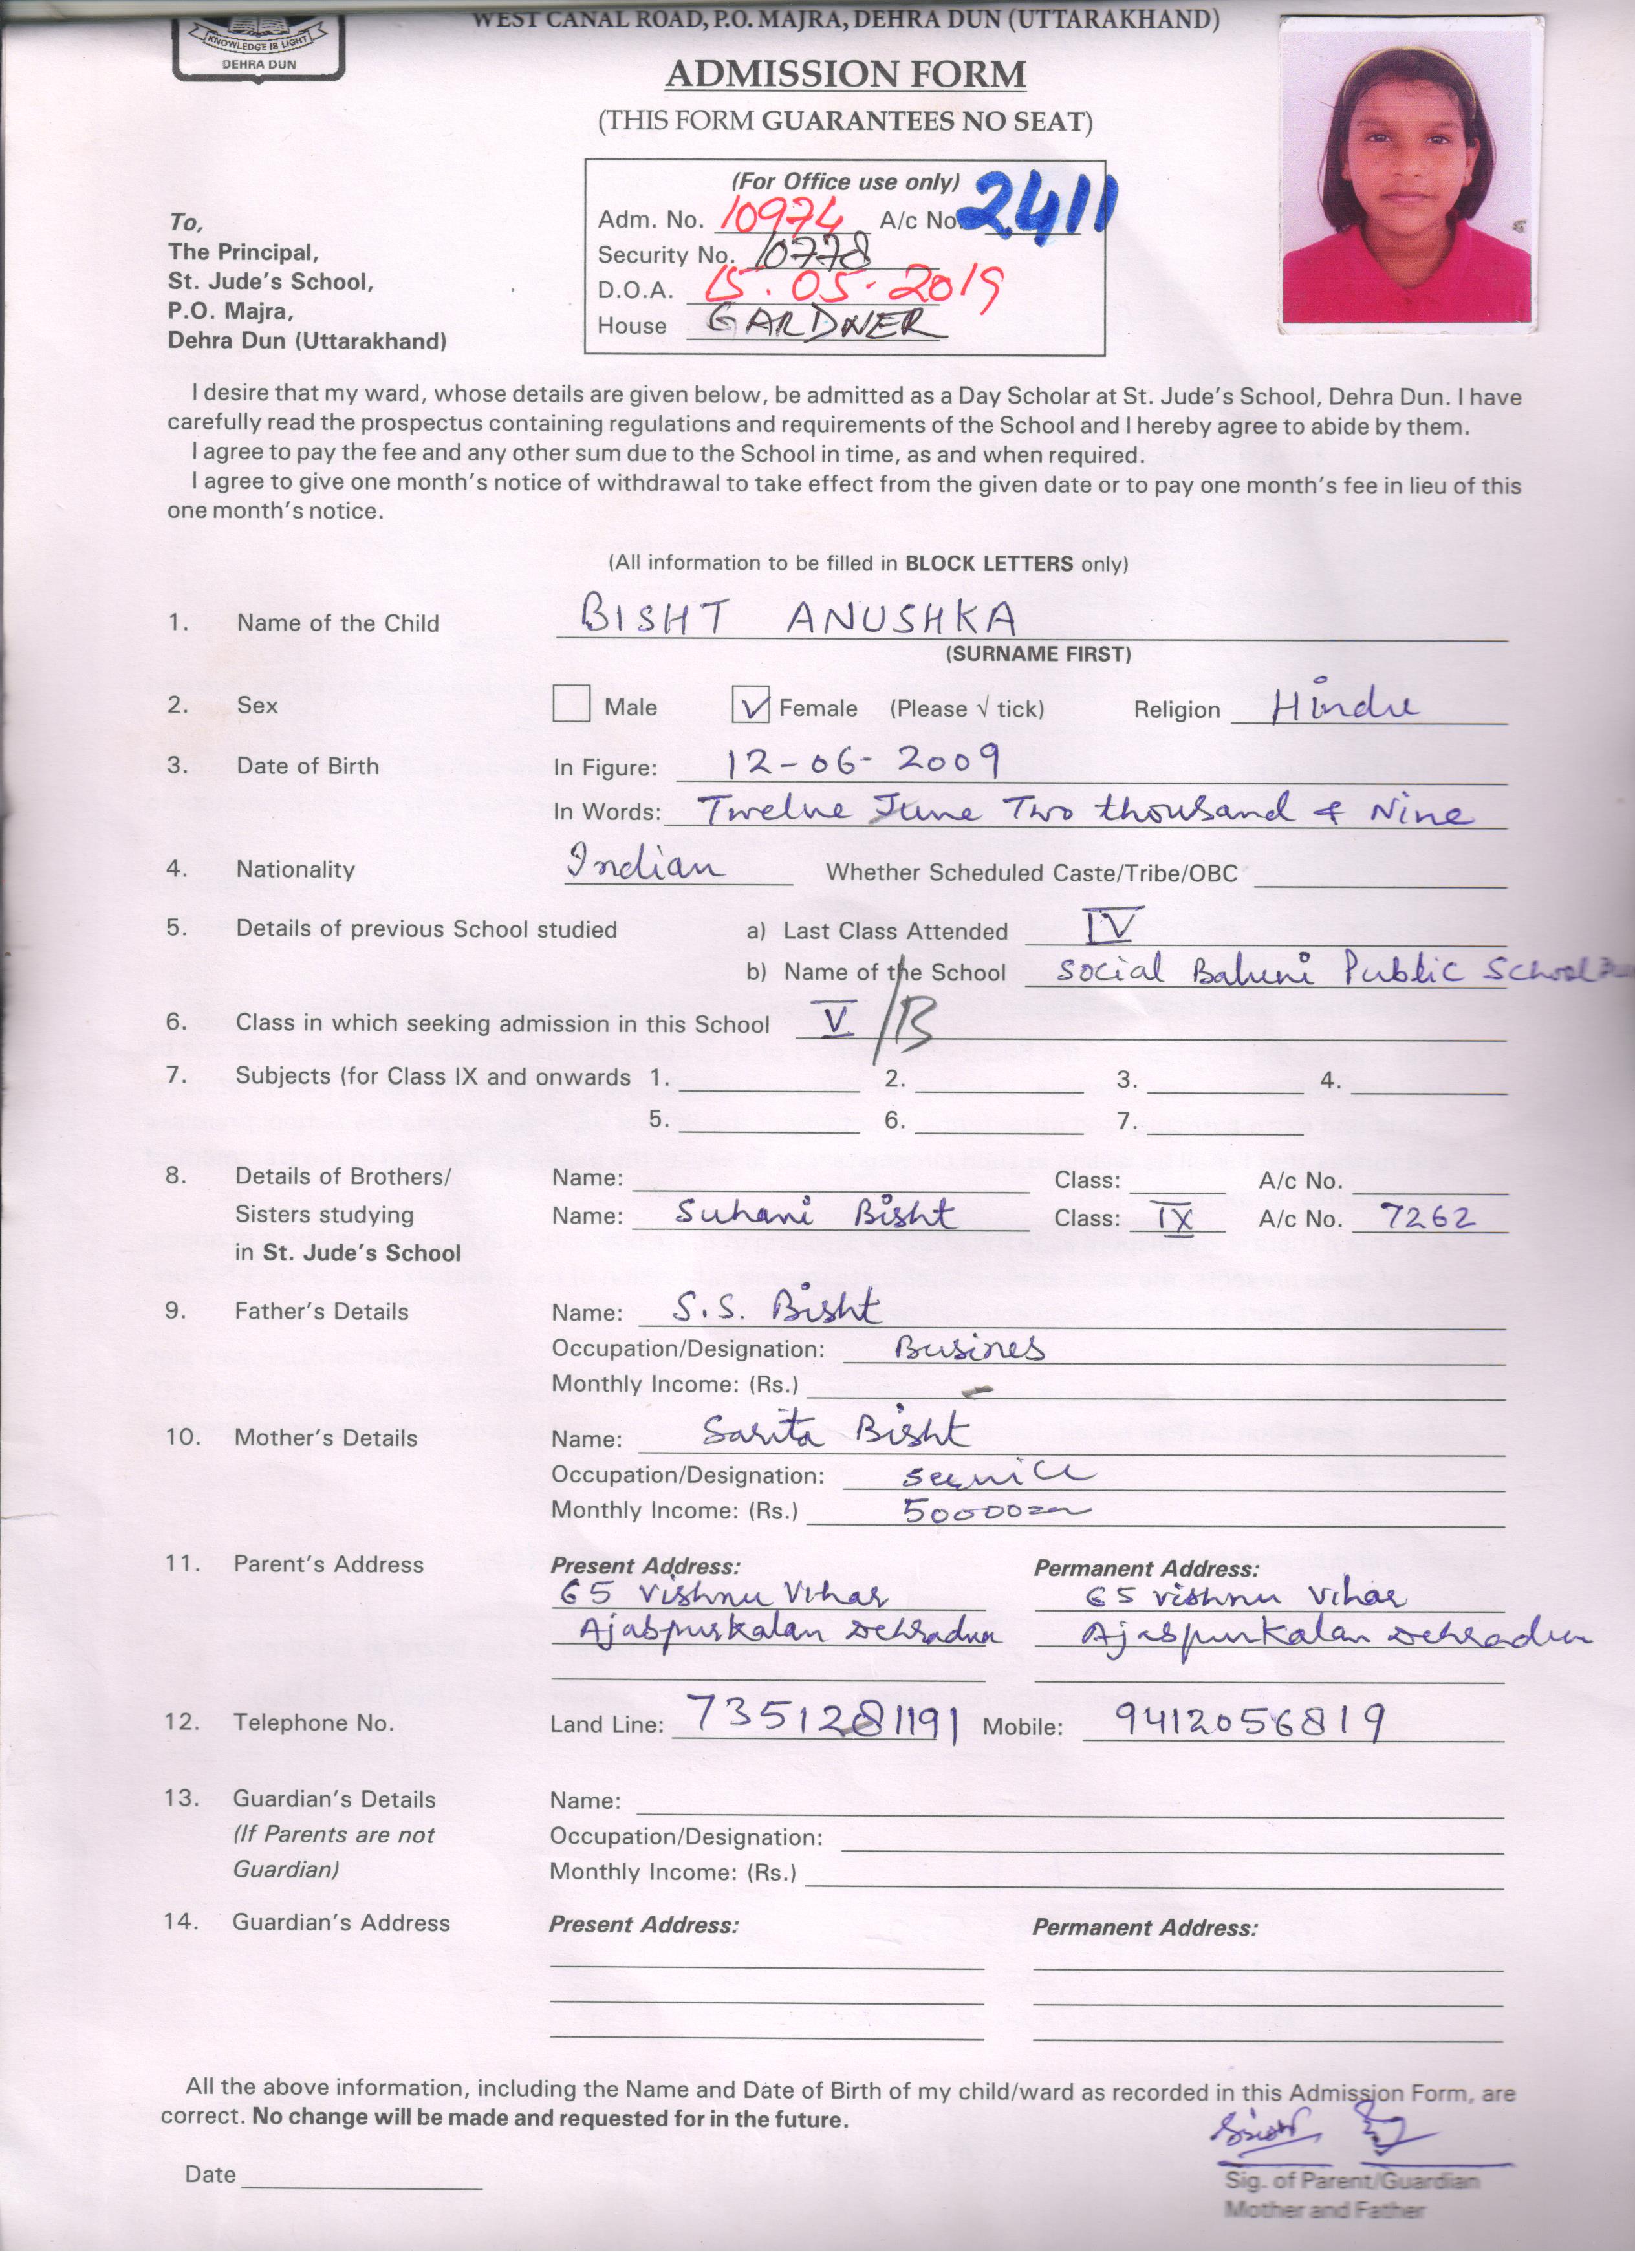 WEST CANAL ROAD, P.O. MAJRA, DEHRA DUN (UTTARAKHAND)
KNOWLEDGE IS LIGHT
DEHRA DUN
ADMISSION FORM
(THIS FORM GUARANTEES NO SEAT)
(For Office use only)
Adm. No. 10974 A/c No. 2411
Security No. 10778
D.O.A. 15.05.2019
House GARDNER
To,
The Principal,
St. Jude's School,
P.O. Majra,
Dehra Dun (Uttarakhand)
I desire that my ward, whose details are given below, be admitted as a Day Scholar at St. Jude's School, Dehra Dun. I have
carefully read the prospectus containing regulations and requirements of the School and I hereby agree to abide by them.
I agree to pay the fee and any other sum due to the School in time, as and when required.
I agree to give one month's notice of withdrawal to take effect from the given date or to pay one month's fee in lieu of this
one month's notice.
(All information to be filled in BLOCK LETTERS only)
1. Name of the Child BISHT ANUSHKA
(SURNAME FIRST)
2. Sex Male √ Female (Please √ tick) Religion Hindu
3. Date of Birth In Figure: 12-06-2009
In Words: Twelve June Two thousand & Nine
4. Nationality Indian Whether Scheduled Caste/Tribe/OBC
5. Details of previous School studied a) Last Class Attended IV
b) Name of the School Social Baluni Public School
6. Class in which seeking admission in this School V /B
7. Subjects (for Class IX and onwards 1. 2. 3. 4.
5. 6. 7.
8. Details of Brothers/ Name: Class: A/c No.
Sisters studying Name: Suhani Bisht Class: IX A/c No. 7262
in St. Jude's School
9. Father's Details Name: S.S. Bisht
Occupation/Designation: Busines
Monthly Income: (Rs.) -
10. Mother's Details Name: Sarita Bisht
Occupation/Designation: Service
Monthly Income: (Rs.) 50000
11. Parent's Address Present Address: Permanent Address:
65 Vishnu Vihar 65 Vishnu Vihar
Ajabpurkalan Dehradun Ajabpurkalan Dehradun
12. Telephone No. Land Line: 7351281191 Mobile: 9412056819
13. Guardian's Details Name:
(If Parents are not Occupation/Designation:
Guardian) Monthly Income: (Rs.)
14. Guardian's Address Present Address: Permanent Address:
All the above information, including the Name and Date of Birth of my child/ward as recorded in this Admission Form, are
correct. No change will be made and requested for in the future.
Date
Sig. of Parent/Guardian
Mother and Father